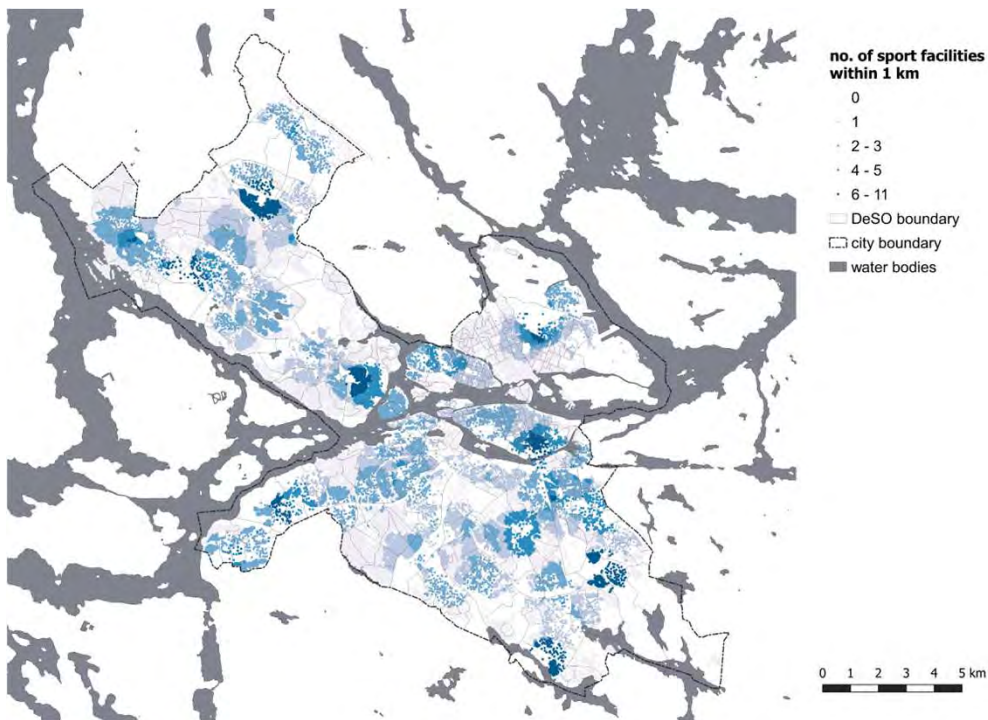 no. of sport facilities
within 1 km
0
1
2 - 3
4 - 5
6 - 11
DeSO boundary
city boundary
water bodies
0 1 2 3 4 5 km